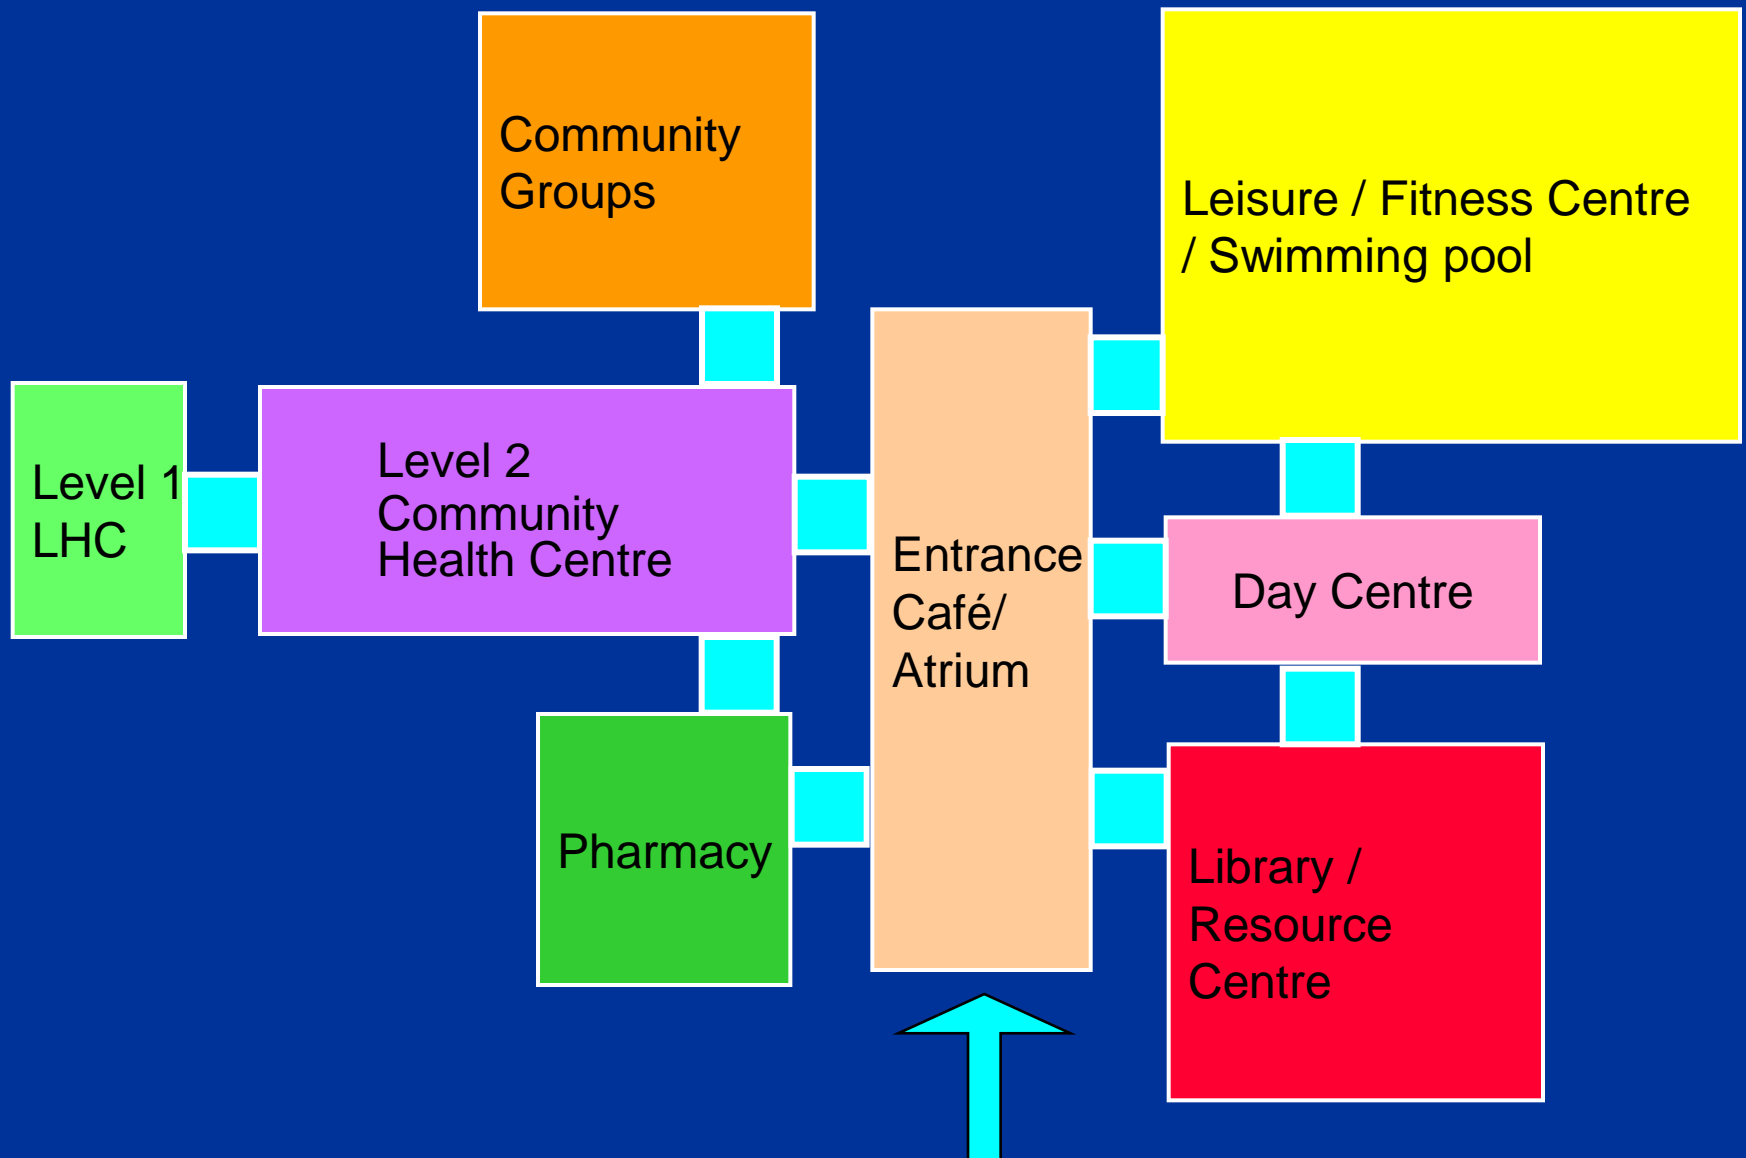 Community
Groups
Leisure / Fitness Centre
/ Swimming pool
Level 1
LHC
Level 2
Community
Health Centre
Entrance
Café/
Atrium
Day Centre
Pharmacy
Library /
Resource
Centre